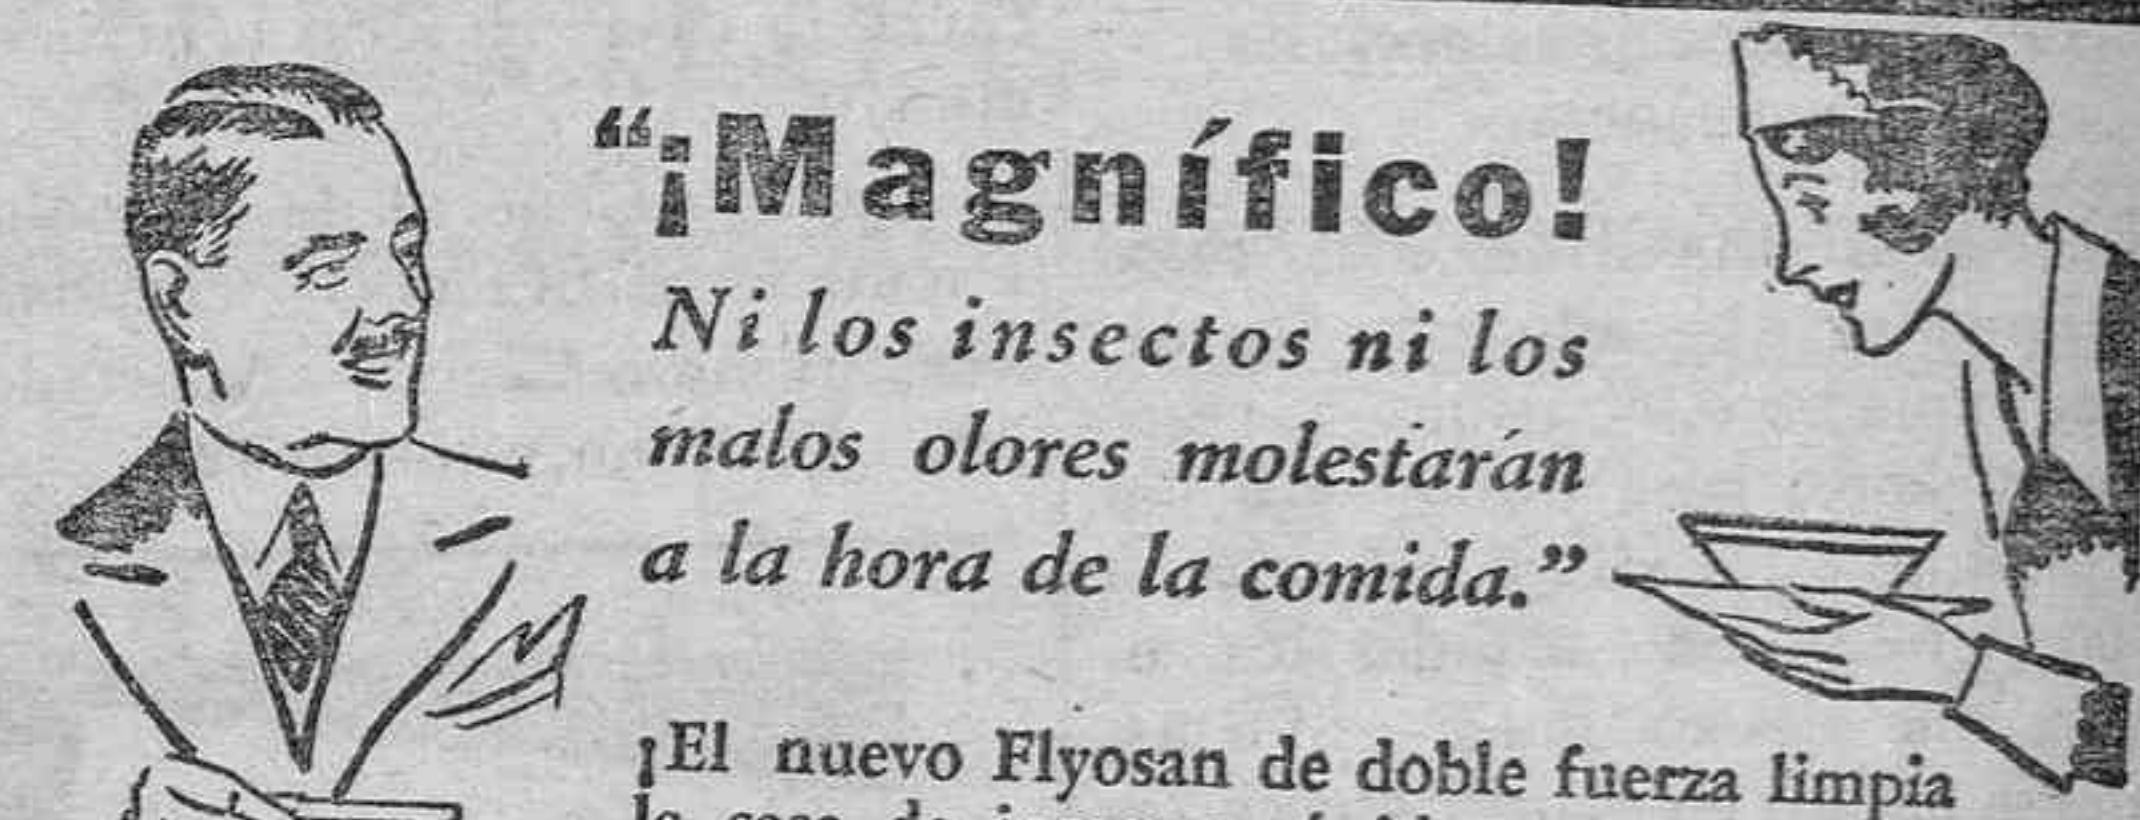 “¡Magnífico!
Ni los insectos ni los
malos olores molestarán
a la hora de la comida.”
¡El nuevo Flyosan de doble fuerza limpia